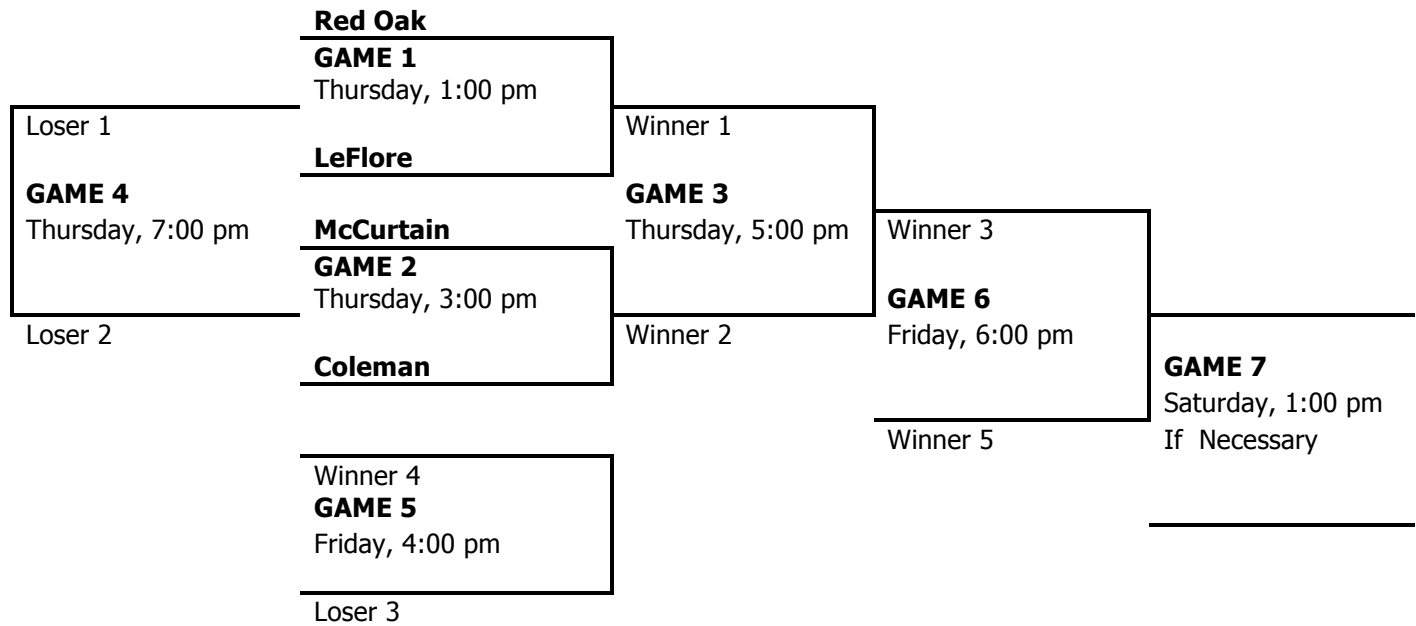 Red Oak
GAME 1
Thursday, 1:00 pm
Loser 1
Winner 1
LeFlore
GAME 4
GAME 3
Thursday, 7:00 pm
McCurtain
Thursday, 5:00 pm
Winner 3
GAME 2
Thursday, 3:00 pm
GAME 6
Loser 2
Winner 2
Friday, 6:00 pm
Coleman
GAME 7
Saturday, 1:00 pm
Winner 5
If Necessary
Winner 4
GAME 5
Friday, 4:00 pm
Loser 3